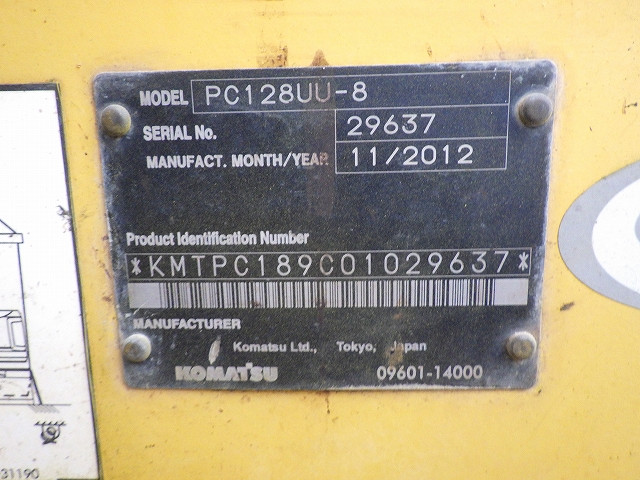 MODEL PC128UU-8
SERIAL No. 29637
MANUFACT. MONTH/YEAR 11/2012
Product Identification Number
*KMTPC189C01029637*
MANUFACTURER
Komatsu Ltd., Tokyo, Japan
KOMATSU 09601-14000
31190